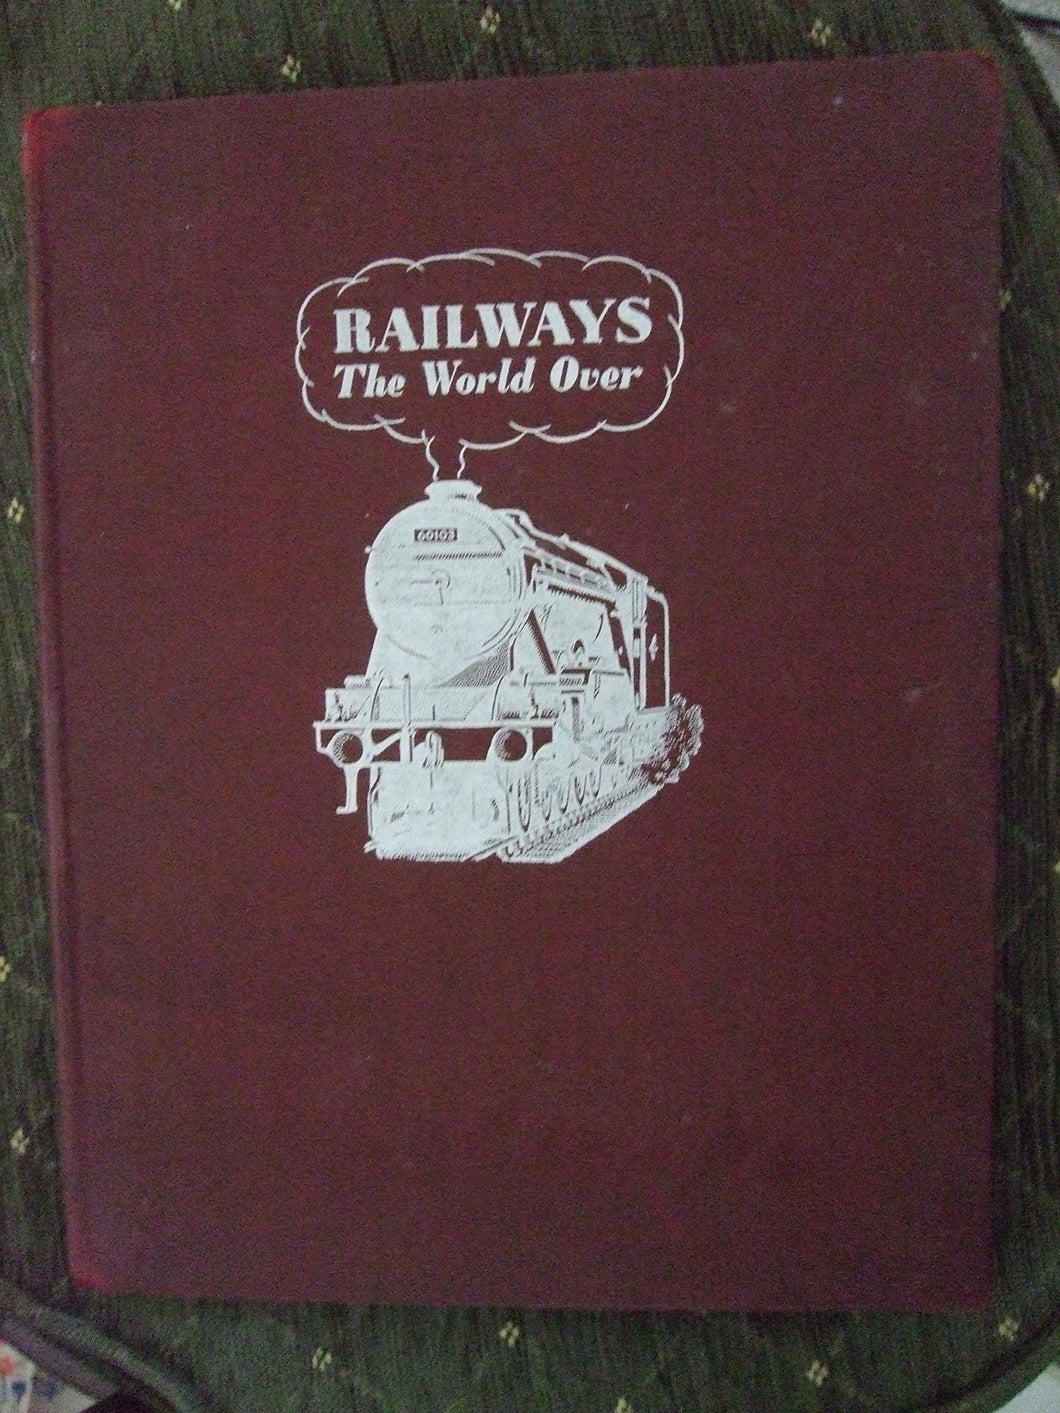 RAILWAYS
The World Over
60103